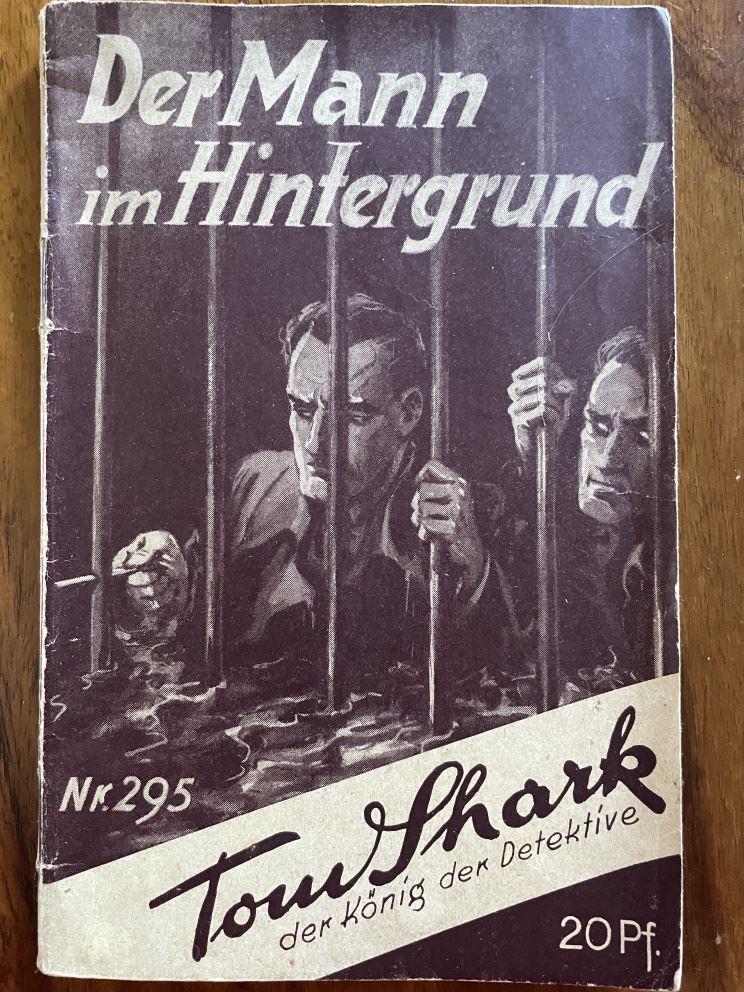 Der Mann
im Hintergrund
Nr. 295
Tom Shark
der König der Detektive
20 Pf.